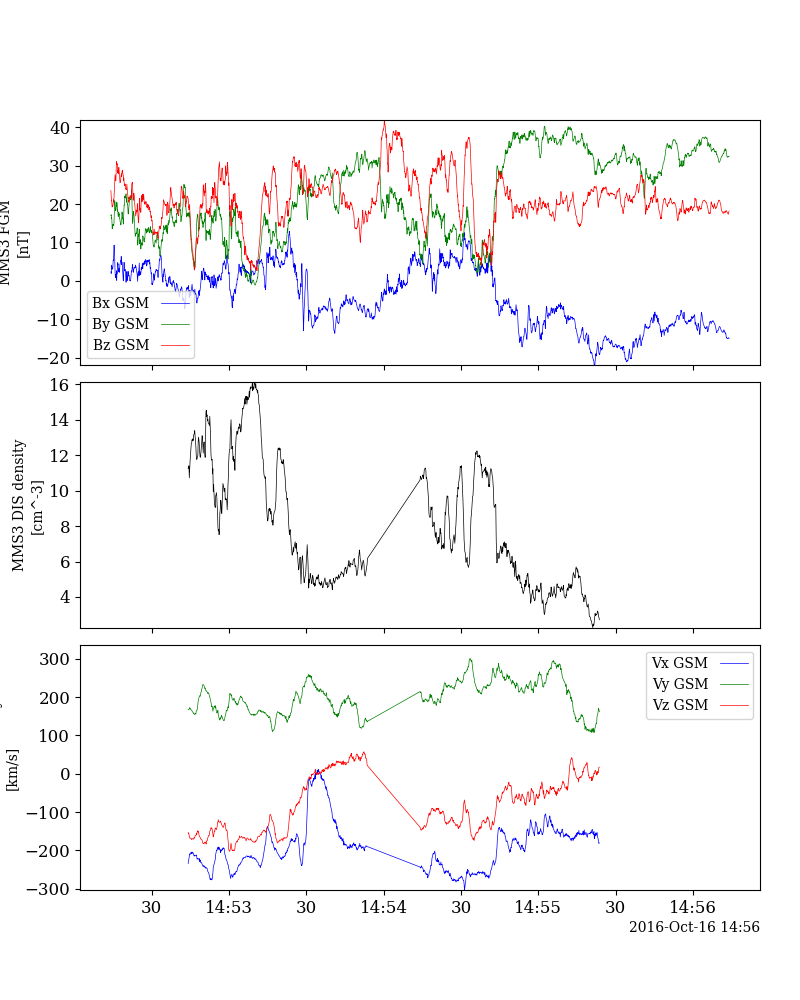 40
30
20
10
0
−10
−20
MMS3 FGM
[nT]
Bx GSM
By GSM
Bz GSM
16
14
12
10
8
6
4
MMS3 DIS density
[cm^-3]
300
200
100
0
−100
−200
−300
[km/s]
Vx GSM
Vy GSM
Vz GSM
30
14:53
30
14:54
30
14:55
30
14:56
2016-Oct-16 14:56